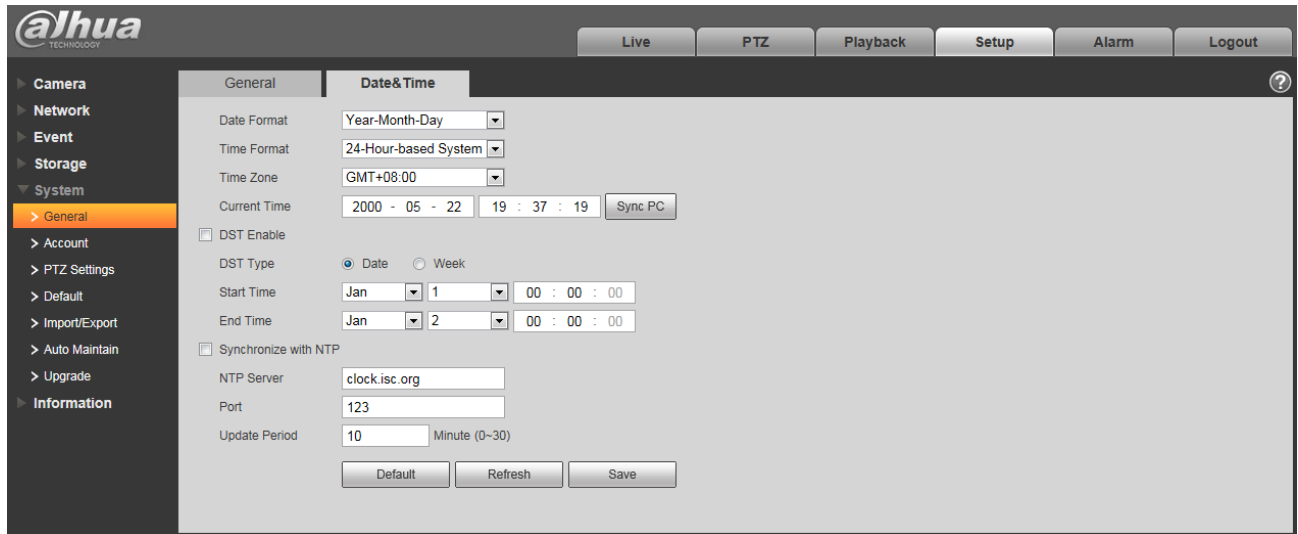 alhua
TECHNOLOGY
Live PTZ Playback Setup Alarm Logout
Camera
Network
Event
Storage
System
> General
> Account
> PTZ Settings
> Default
> Import/Export
> Auto Maintain
> Upgrade
Information
General Date&Time ?
Date Format Year-Month-Day
Time Format 24-Hour-based System
Time Zone GMT+08:00
Current Time 2000 - 05 - 22 19 : 37 : 19 Sync PC
DST Enable
DST Type Date Week
Start Time Jan 1 00 : 00 : 00
End Time Jan 2 00 : 00 : 00
Synchronize with NTP
NTP Server clock.isc.org
Port 123
Update Period 10 Minute (0~30)
Default Refresh Save